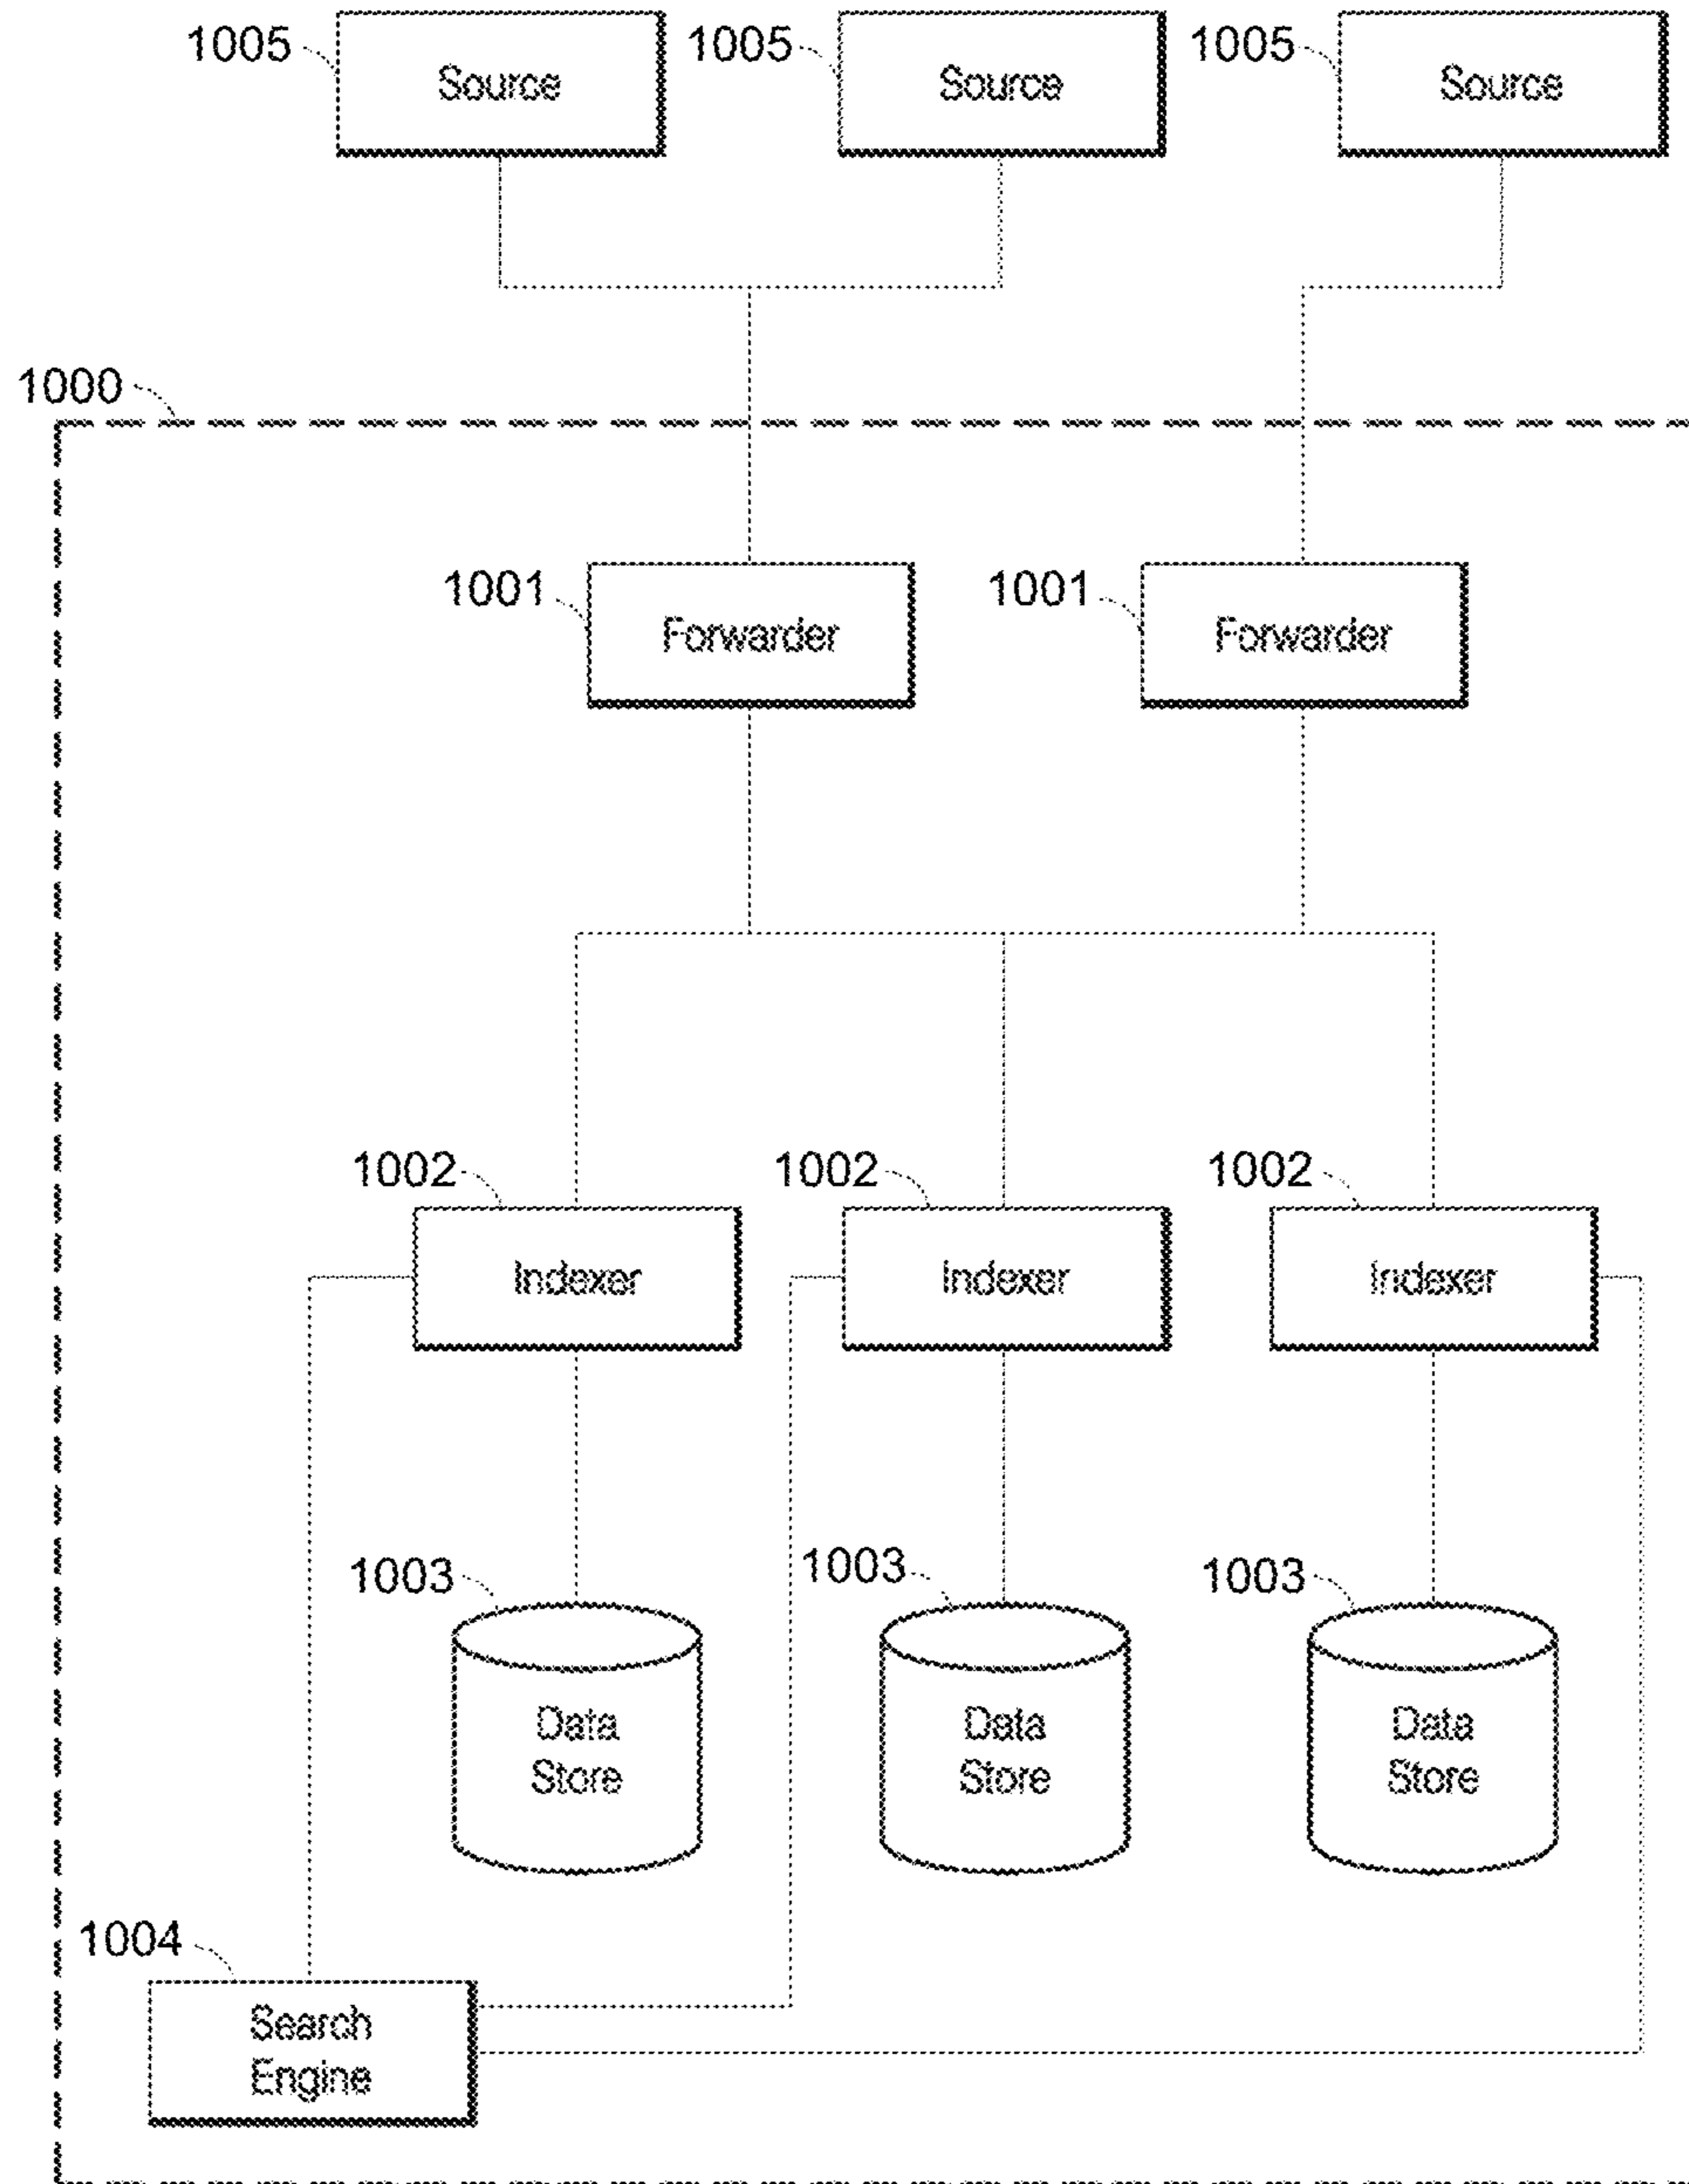 1005 1005 1005
Source Source Source
1000
1001 1001
Forwarder Forwarder
1002 1002 1002
Indexer Indexer Indexer
1003 1003 1003
Data Data Data
Store Store Store
1004
Search
Engine